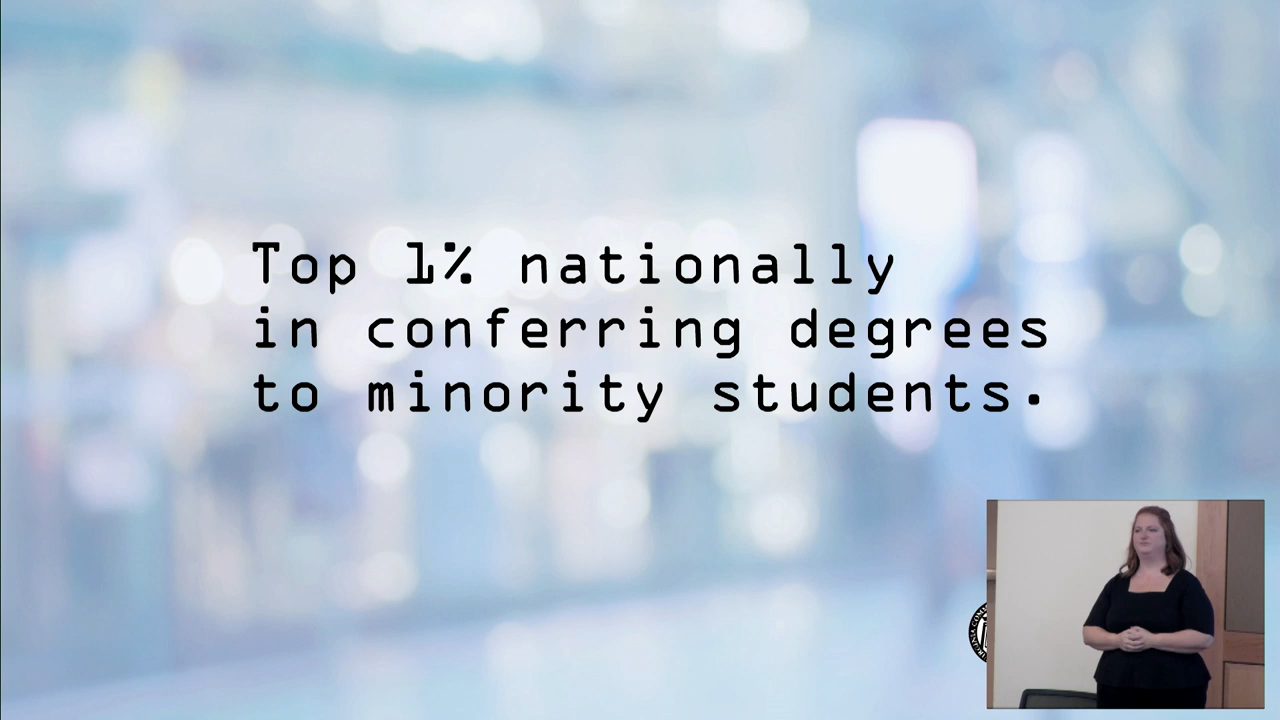 Top 1% nationally
in conferring degrees
to minority students.